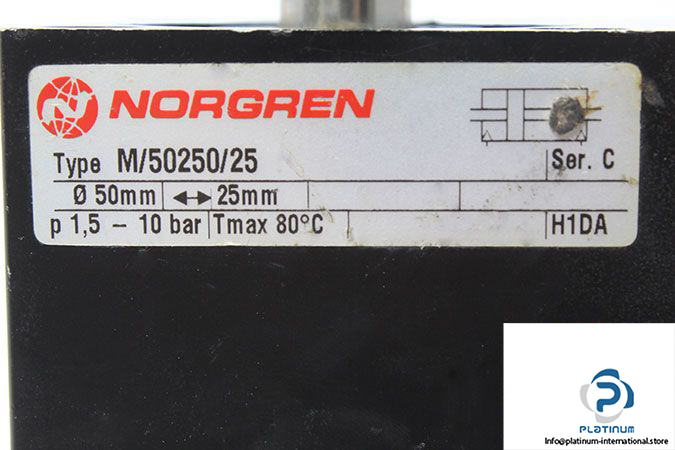 NORGREN
Type M/50250/25 Ser. C
Ø 50mm ↔ 25mm
p 1,5 – 10 bar Tmax 80°C H1DA
PLATINUM
Info@platinum-international.store